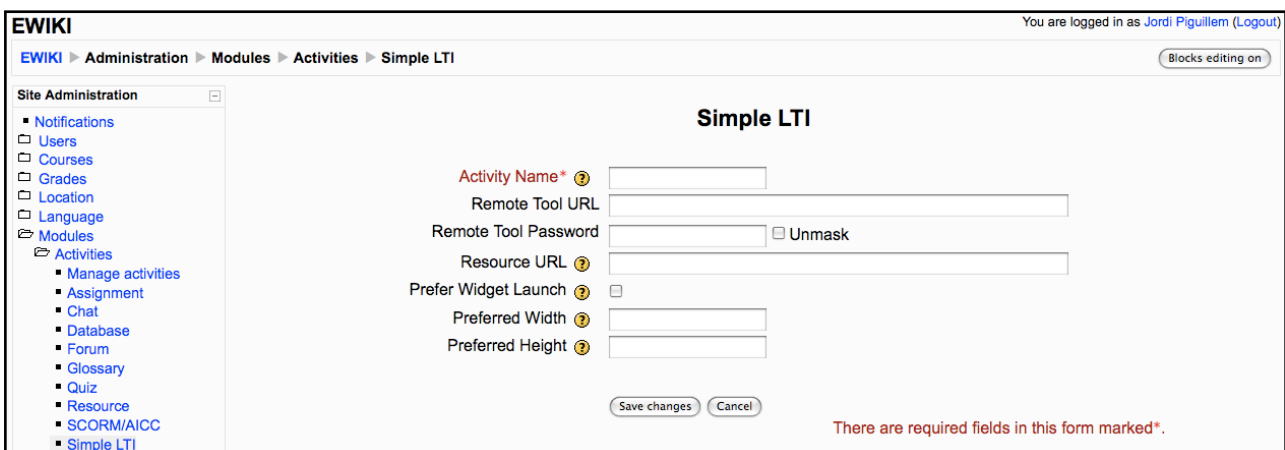 EWIKI
You are logged in as Jordi Piguillem (Logout)
EWIKI ▶ Administration ▶ Modules ▶ Activities ▶ Simple LTI
Blocks editing on
Site Administration
Notifications
Users
Courses
Grades
Location
Language
Modules
Activities
Manage activities
Assignment
Chat
Database
Forum
Glossary
Quiz
Resource
SCORM/AICC
Simple LTI
Simple LTI
Activity Name*
Remote Tool URL
Remote Tool Password
Unmask
Resource URL
Prefer Widget Launch
Preferred Width
Preferred Height
Save changes
Cancel
There are required fields in this form marked*.